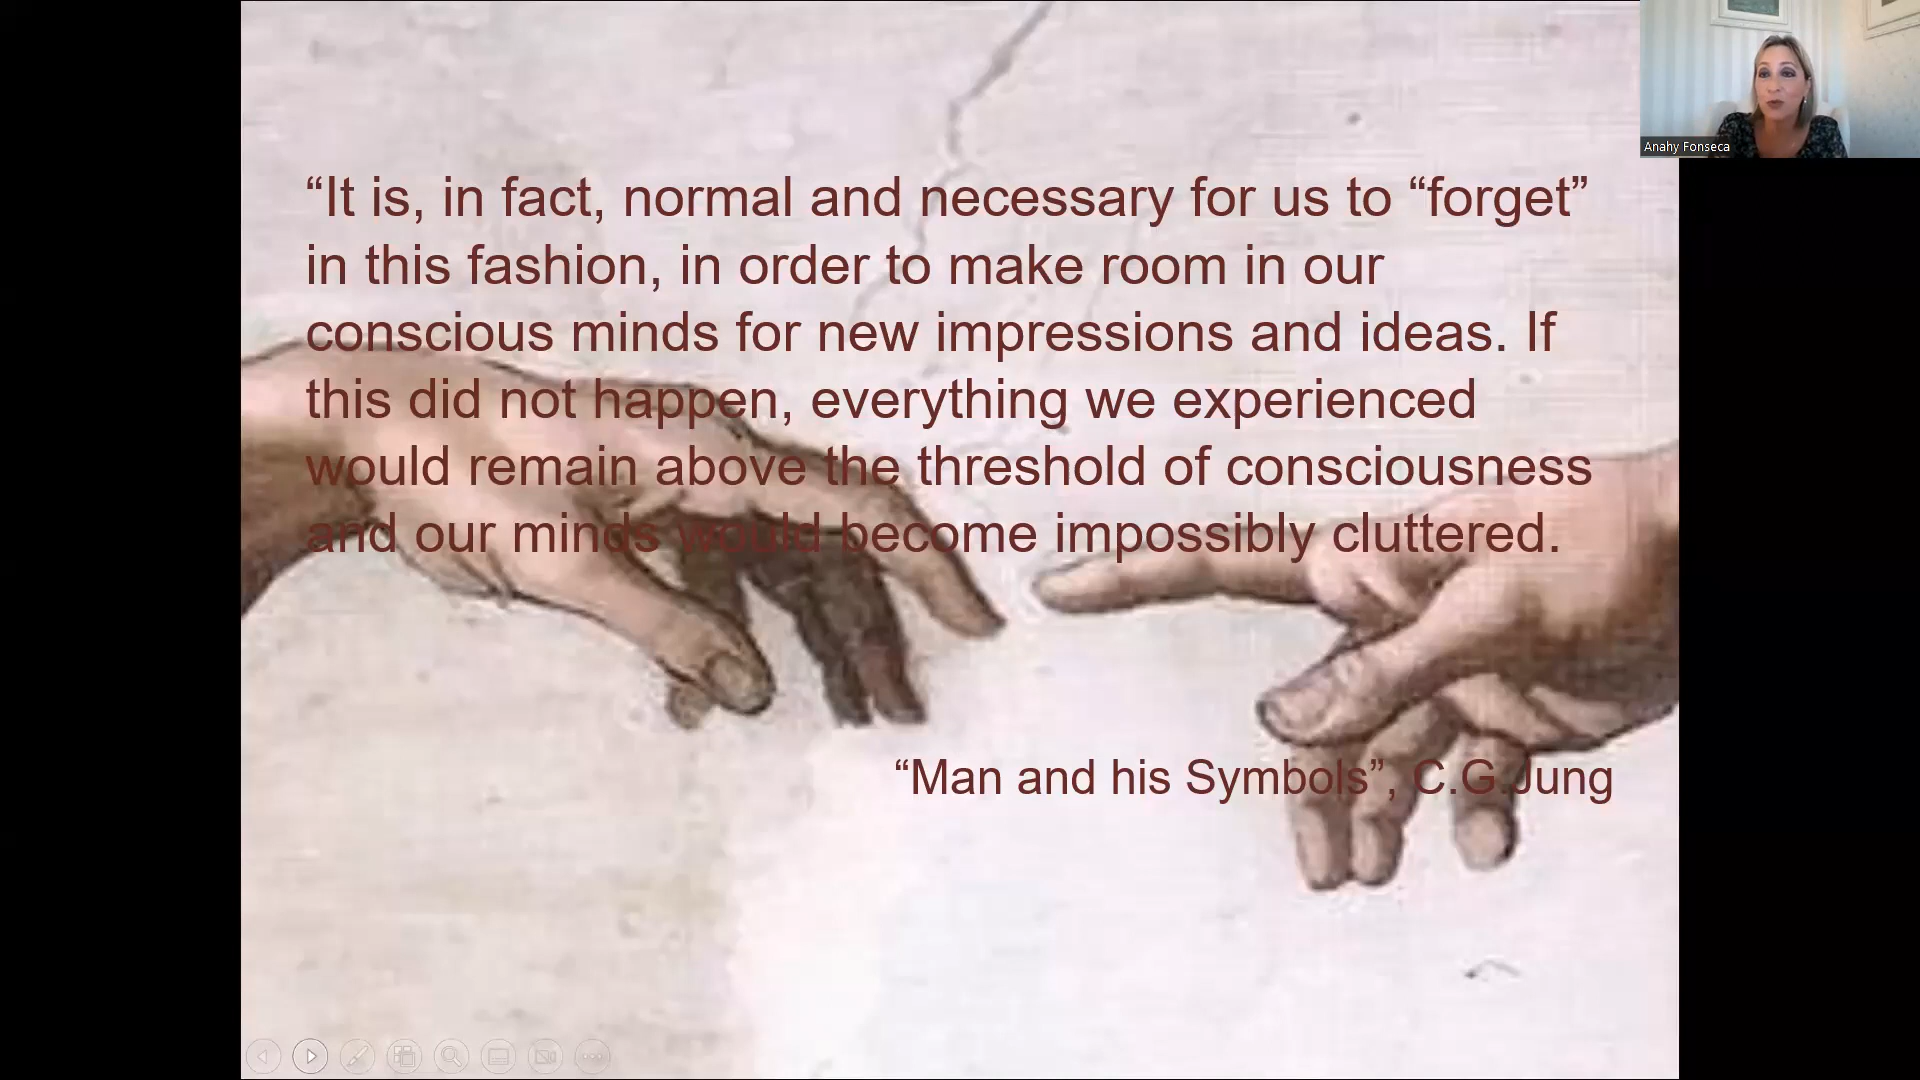 Anahy Fonseca
“It is, in fact, normal and necessary for us to “forget”
in this fashion, in order to make room in our
conscious minds for new impressions and ideas. If
this did not happen, everything we experienced
would remain above the threshold of consciousness
and our minds would become impossibly cluttered.
“Man and his Symbols”, C.G.Jung